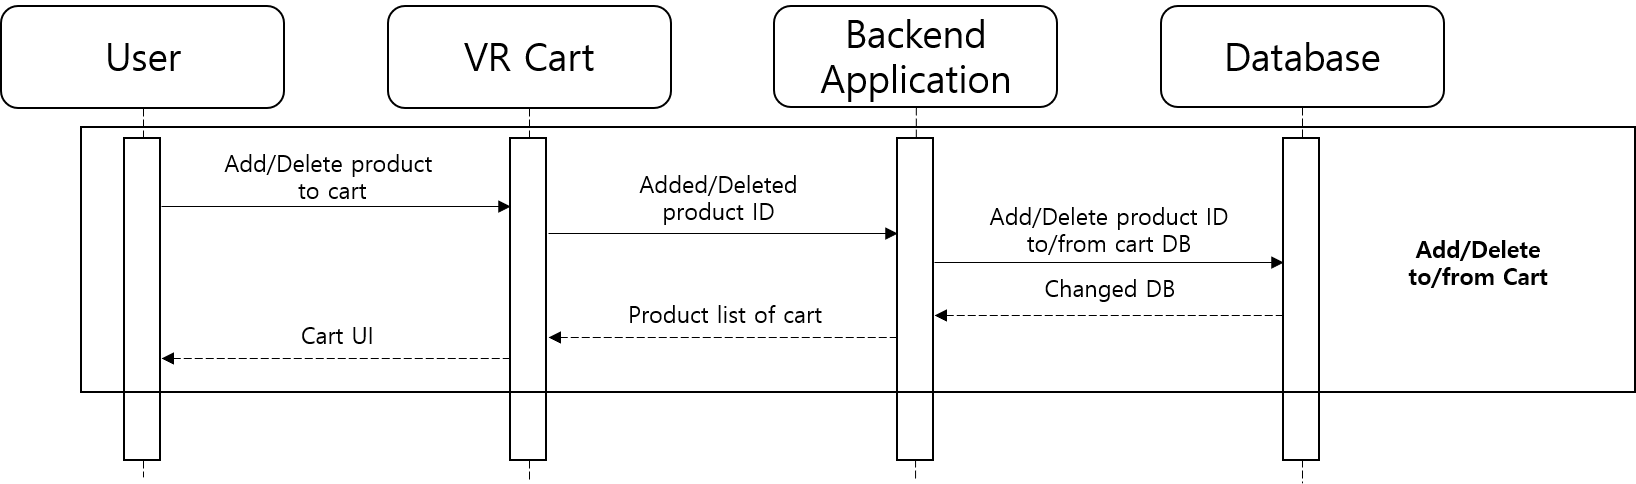 User
VR Cart
Backend
Application
Database
Add/Delete product
to cart
Added/Deleted
product ID
Add/Delete product ID
to/from cart DB
Changed DB
Product list of cart
Cart UI
Add/Delete
to/from Cart